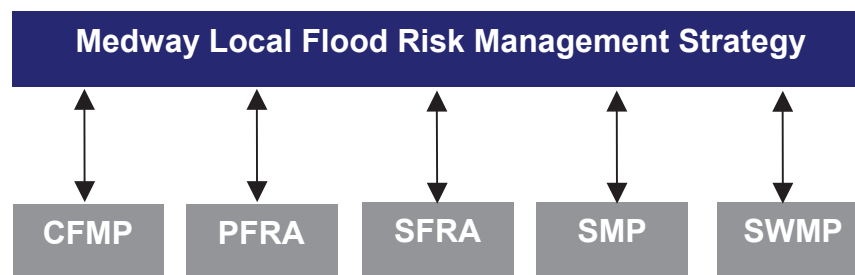 Medway Local Flood Risk Management Strategy
CFMP PFRA SFRA SMP SWMP